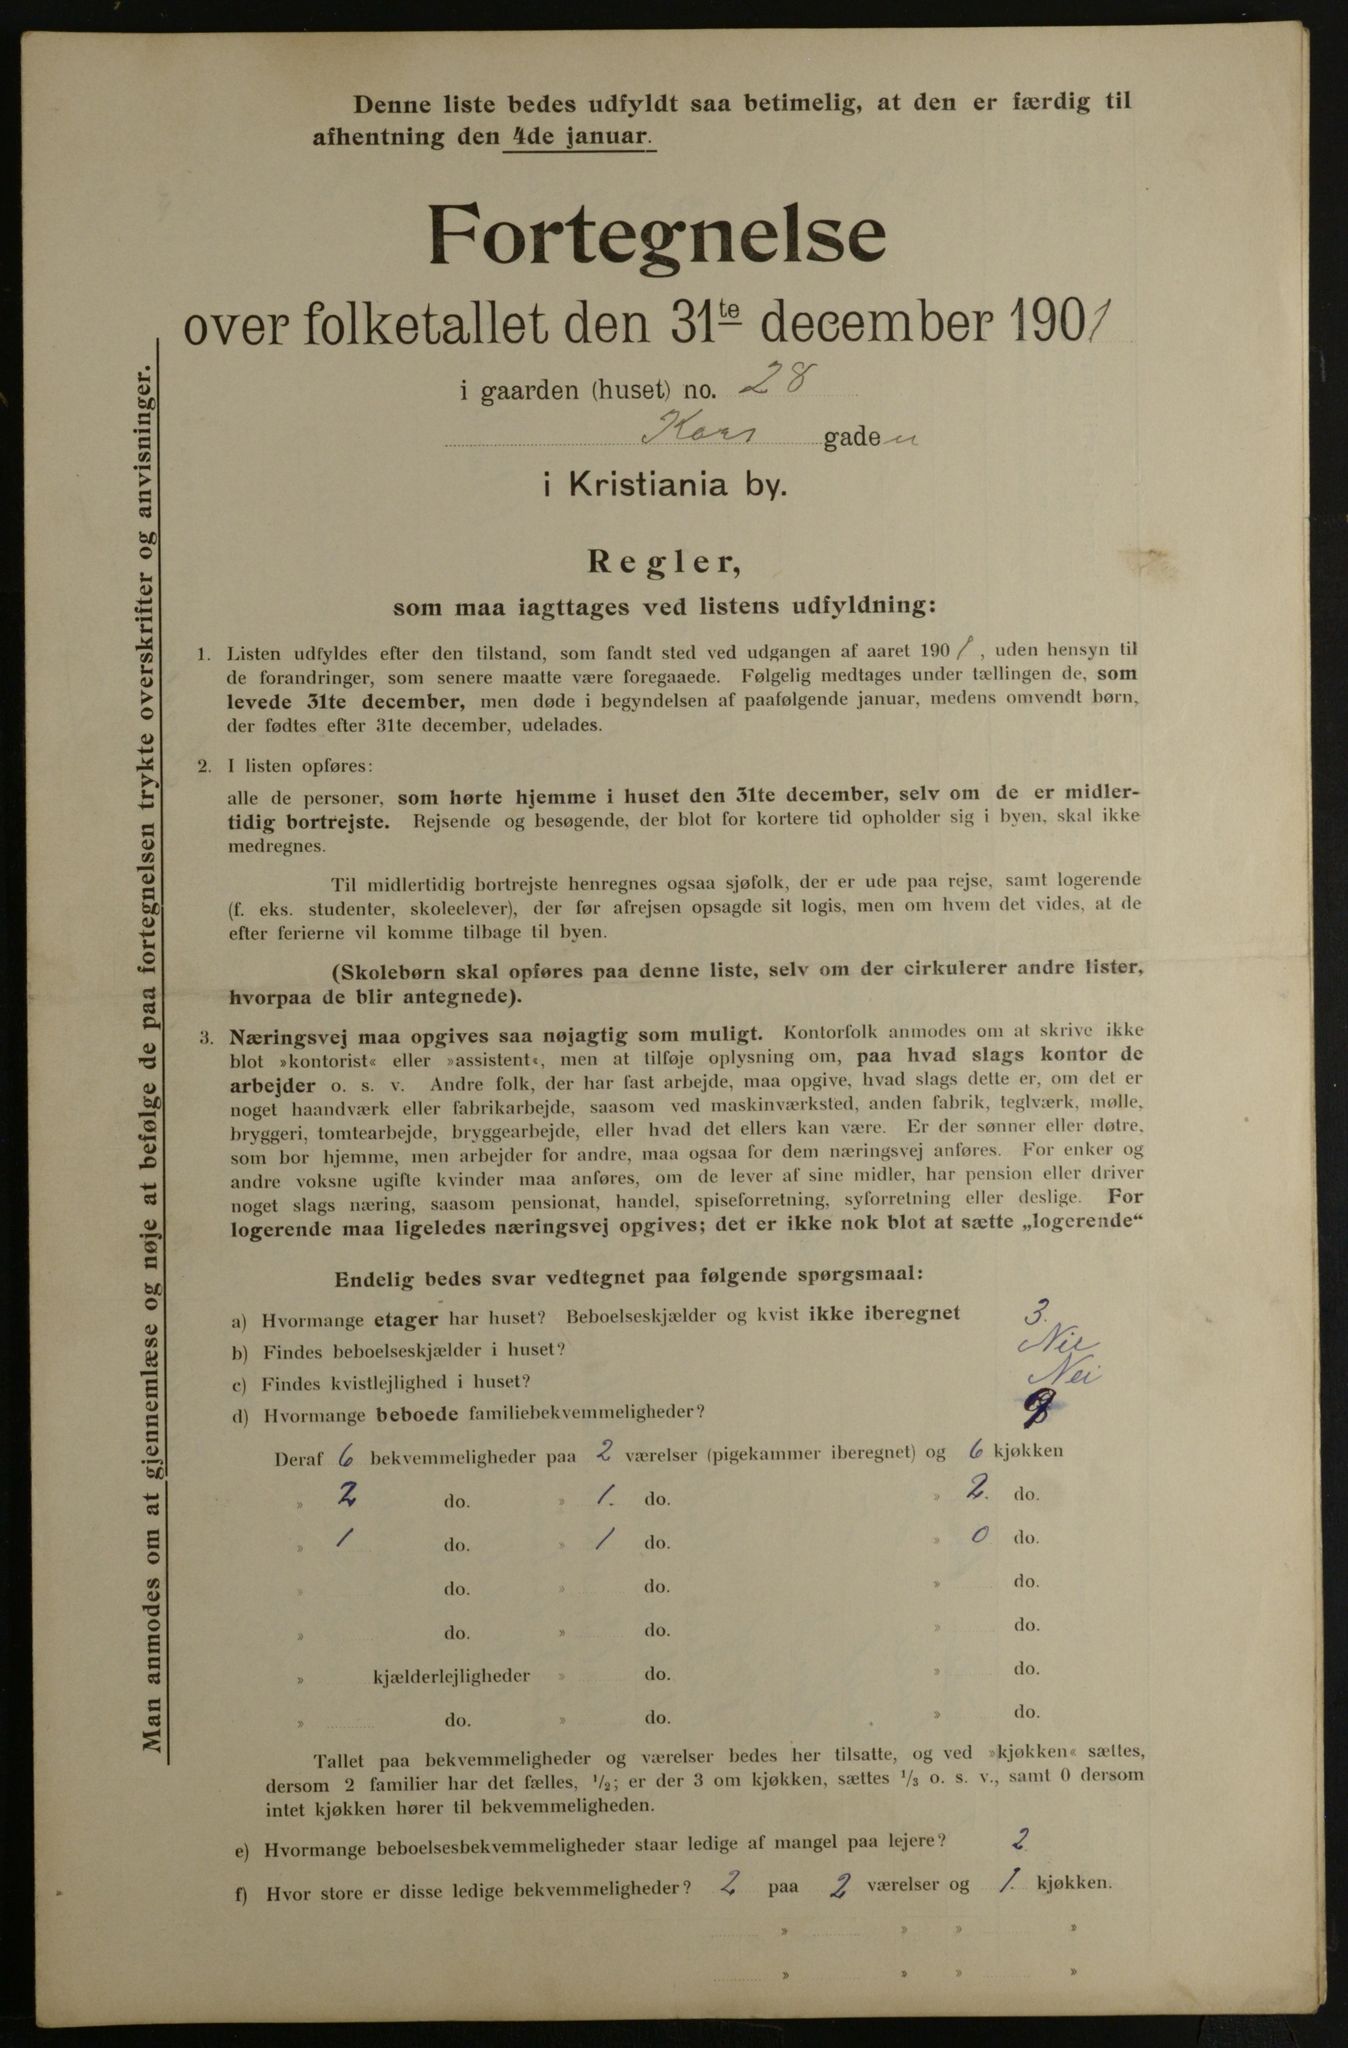 Denne liste bedes udfyldt saa betimelig, at den er færdig til
afhentning den 4de januar.
Fortegnelse
over folketallet den 31te december 1901
i gaarden (huset) no. 28
Kors gaden
i Kristiania by.
Regler,
som maa iagttages ved listens udfyldning:
1. Listen udfyldes efter den tilstand, som fandt sted ved udgangen af aaret 1901, uden hensyn til
de forandringer, som senere maatte være foregaaede. Følgelig medtages under tællingen de, som
levede 31te december, men døde i begyndelsen af paafølgende januar, medens omvendt børn,
der fødtes efter 31te december, udelades.
2. I listen opføres:
alle de personer, som hørte hjemme i huset den 31te december, selv om de er midler-
tidig bortrejste. Rejsende og besøgende, der blot for kortere tid opholder sig i byen, skal ikke
medregnes.
Til midlertidig bortrejste henregnes ogsaa sjøfolk, der er ude paa rejse, samt logerende
(f. eks. studenter, skoleelever), der før afrejsen opsagde sit logis, men om hvem det vides, at de
efter ferierne vil komme tilbage til byen.
(Skolebørn skal opføres paa denne liste, selv om der cirkulerer andre lister,
hvorpaa de blir antegnede).
3. Næringsvej maa opgives saa nøjagtig som muligt. Kontorfolk anmodes om at skrive ikke
blot »kontorist« eller »assistent«, men at tilføje oplysning om, paa hvad slags kontor de
arbejder o. s. v. Andre folk, der har fast arbejde, maa opgive, hvad slags dette er, om det er
noget haandværk eller fabrikarbejde, saasom ved maskinværksted, anden fabrik, teglværk, mølle,
bryggeri, tomtearbejde, bryggearbejde, eller hvad det ellers kan være. Er der sønner eller døtre,
som bor hjemme, men arbejder for andre, maa ogsaa for dem næringsvej anføres. For enker og
andre voksne ugifte kvinder maa anføres, om de lever af sine midler, har pension eller driver
noget slags næring, saasom pensionat, handel, spiseforretning, syforretning eller deslige. For
logerende maa ligeledes næringsvej opgives; det er ikke nok blot at sætte „logerende“
Endelig bedes svar vedtegnet paa følgende spørgsmaal:
a) Hvormange etager har huset? Beboelseskjælder og kvist ikke iberegnet 3.
b) Findes beboelseskjælder i huset? Nei
c) Findes kvistlejlighed i huset? Nei
d) Hvormange beboede familiebekvemmeligheder? 9
Deraf 6 bekvemmeligheder paa 2 værelser (pigekammer iberegnet) og 6 kjøkken
» 2 do. » 1. do. » 2. do.
» 1 do. » 1 do. » 0 do.
» do. » do. » do.
» do. » do. » do.
» kjælderlejligheder » do. » do.
» do. » do. » do.
Tallet paa bekvemmeligheder og værelser bedes her tilsatte, og ved »kjøkken« sættes,
dersom 2 familier har det fælles, 1/2; er der 3 om kjøkken, sættes 1/3 o. s. v., samt 0 dersom
intet kjøkken hører til bekvemmeligheden.
e) Hvormange beboelsesbekvemmeligheder staar ledige af mangel paa lejere? 2
f) Hvor store er disse ledige bekvemmeligheder? 2 paa 2 værelser og 1. kjøkken.
» » » »
» » » »
Man anmodes om at gjennemlæse og nøje at befølge de paa fortegnelsen trykte overskrifter og anvisninger.